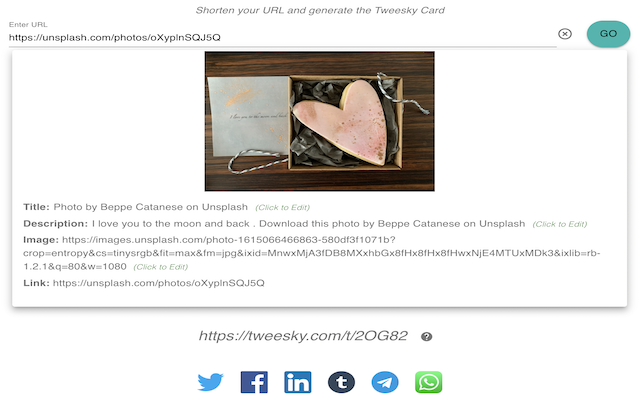 Shorten your URL and generate the Tweesky Card
Enter URL
https://unsplash.com/photos/oXyplnSQJ5Q
GO
I love you to the moon and back
Title: Photo by Beppe Catanese on Unsplash (Click to Edit)
Description: I love you to the moon and back . Download this photo by Beppe Catanese on Unsplash (Click to Edit)
Image: https://images.unsplash.com/photo-1615066466863-580df3f1071b?
crop=entropy&cs=tinysrgb&fit=max&fm=jpg&ixid=MnwxMjA3fDB8MXxhbGx8fHx8fHx8fHwxNjE4MTUxMDk3&ixlib=rb-
1.2.1&q=80&w=1080 (Click to Edit)
Link: https://unsplash.com/photos/oXyplnSQJ5Q
https://tweesky.com/t/2OG82